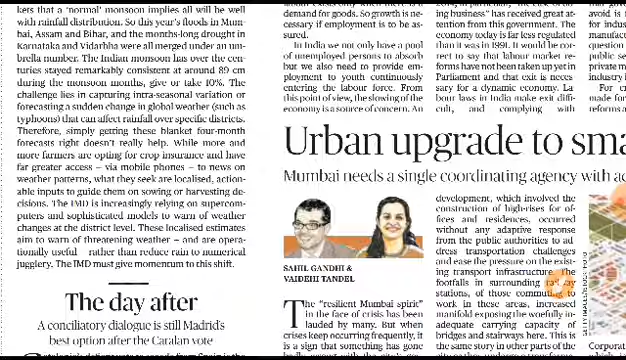 kets that a ‘normal’ monsoon implies all will be well
with rainfall distribution. So this year's floods in Mum-
bai, Assam and Bihar, and the months-long drought in
Karnataka and Vidarbha were all merged under an um-
brella number. The Indian monsoon has over the cen-
turies stayed remarkably consistent at around 89 cm
during the monsoon months, give or take 10%. The
challenge lies in capturing intra-seasonal variation or
forecasting a sudden change in global weather (such as
typhoons) that can affect rainfall over specific districts.
Therefore, simply getting these blanket four-month
forecasts right doesn't really help. While more and
more farmers are opting for crop insurance and have
far greater access — via mobile phones — to news on
weather patterns, what they seek are localised, action-
able inputs to guide them on sowing or harvesting de-
cisions. The IMD is increasingly relying on supercom-
puters and sophisticated models to warn of weather
changes at the district level. These localised estimates
aim to warn of threatening weather — and are opera-
tionally useful — rather than reduce rain to numerical
jugglery. The IMD must give momentum to this shift.
The day after
A conciliatory dialogue is still Madrid's
best option after the Catalan vote
demand for goods. So growth is nec-
essary if employment is to be as-
sured.
In India we not only have a pool
of unemployed persons to absorb
but we also need to provide em-
ployment to youth continuously
entering the labour force. From
this point of view, the slowing of the
economy is a source of concern. An
ing business” has received great at-
tention from this government. The
economy today is far less regulated
than it was in 1991. It would be cor-
rect to say that labour market re-
forms have not been taken up yet in
Parliament and that exit is neces-
sary for a dynamic economy. La-
bour laws in India make exit diffi-
cult, and complying with
Urban upgrade to sma
Mumbai needs a single coordinating agency with ad
SAHIL GANDHI &
VAIDEHI TANDEL
The “resilient Mumbai spirit”
in the face of crisis has been
lauded by many. But when
crises keep occurring frequently, it
is a sign that something has gone
development, which involved the
construction of high-rises for of-
fices and residences, occurred
without any adaptive response
from the public authorities to ad-
dress transportation challenges
and ease the pressure on the exist-
ing transport infrastructure. The
footfalls in surrounding railway
stations, of those commuting to
work in these areas, increased
manifold exposing the woefully in-
adequate carrying capacity of
bridges and stairways here. This is
the same story in other parts of the
avoid is
for indus
manufac
question
public se
private m
industry i
For cr
made for
reforms a
Corporat